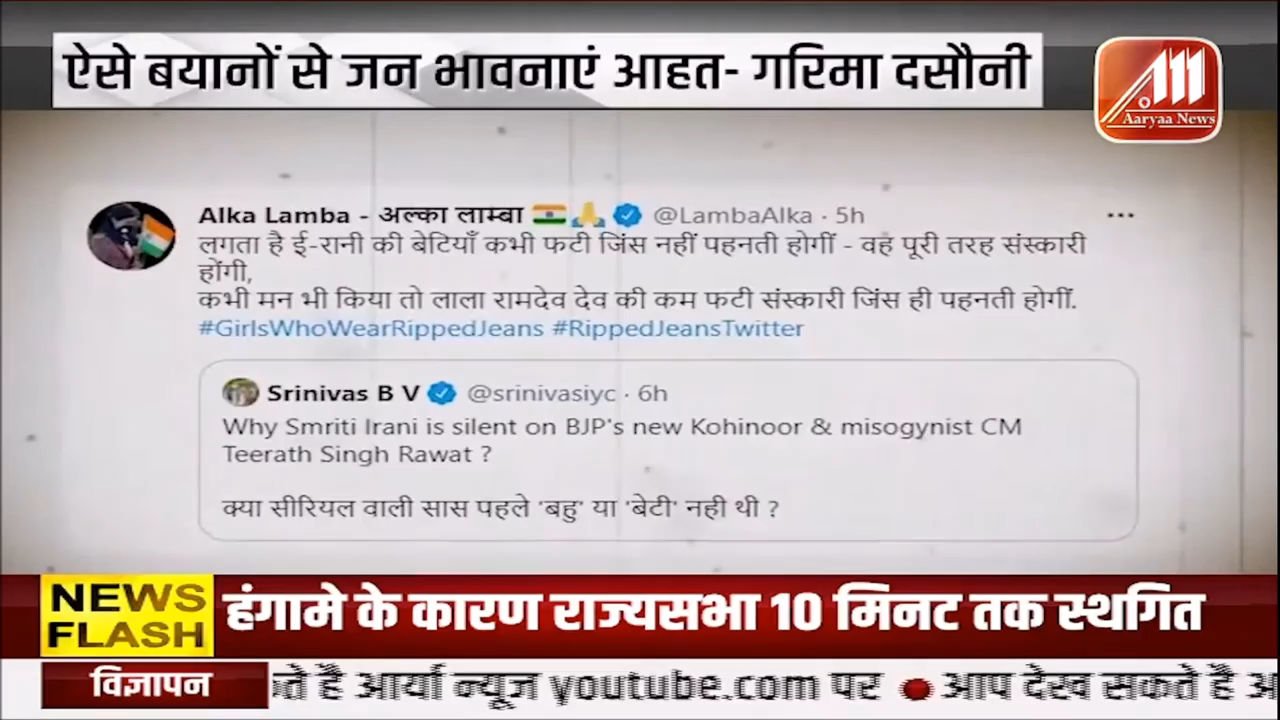 ऐसे बयानों से जन भावनाएं आहत- गरिमा दसौनी
Aaryaa News
Alka Lamba - अल्का लाम्बा 🇮🇳🙏 @LambaAlka · 5h
लगता है ई-रानी की बेटियाँ कभी फटी जिंस नहीं पहनती होगीं - वह पूरी तरह संस्कारी
होंगी,
कभी मन भी किया तो लाला रामदेव देव की कम फटी संस्कारी जिंस ही पहनती होगीं.
#GirlsWhoWearRippedJeans #RippedJeansTwitter
Srinivas B V @srinivasiyc · 6h
Why Smriti Irani is silent on BJP's new Kohinoor & misogynist CM
Teerath Singh Rawat ?
क्या सीरियल वाली सास पहले 'बहु' या 'बेटी' नही थी ?
NEWS
FLASH
हंगामे के कारण राज्यसभा 10 मिनट तक स्थगित
विज्ञापन
है आर्या न्यूज youtube.com पर ● आप देख सकते है